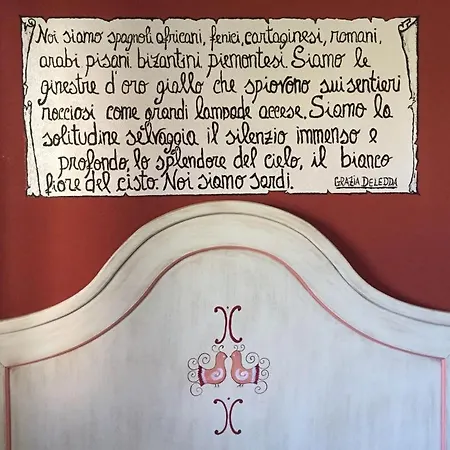 Noi siamo spagnoli africani, fenici, cartaginesi, romani,
arabi pisani bizantini piemontesi. Siamo le
ginestre d'oro giallo che spiovono sui sentieri
rocciosi come grandi lampade accese. Siamo la
solitudine selvaggia il silenzio immenso e
profondo, lo splendore del cielo, il bianco
fiore del cisto. Noi siamo sardi.
GRAZIA DELEDDA